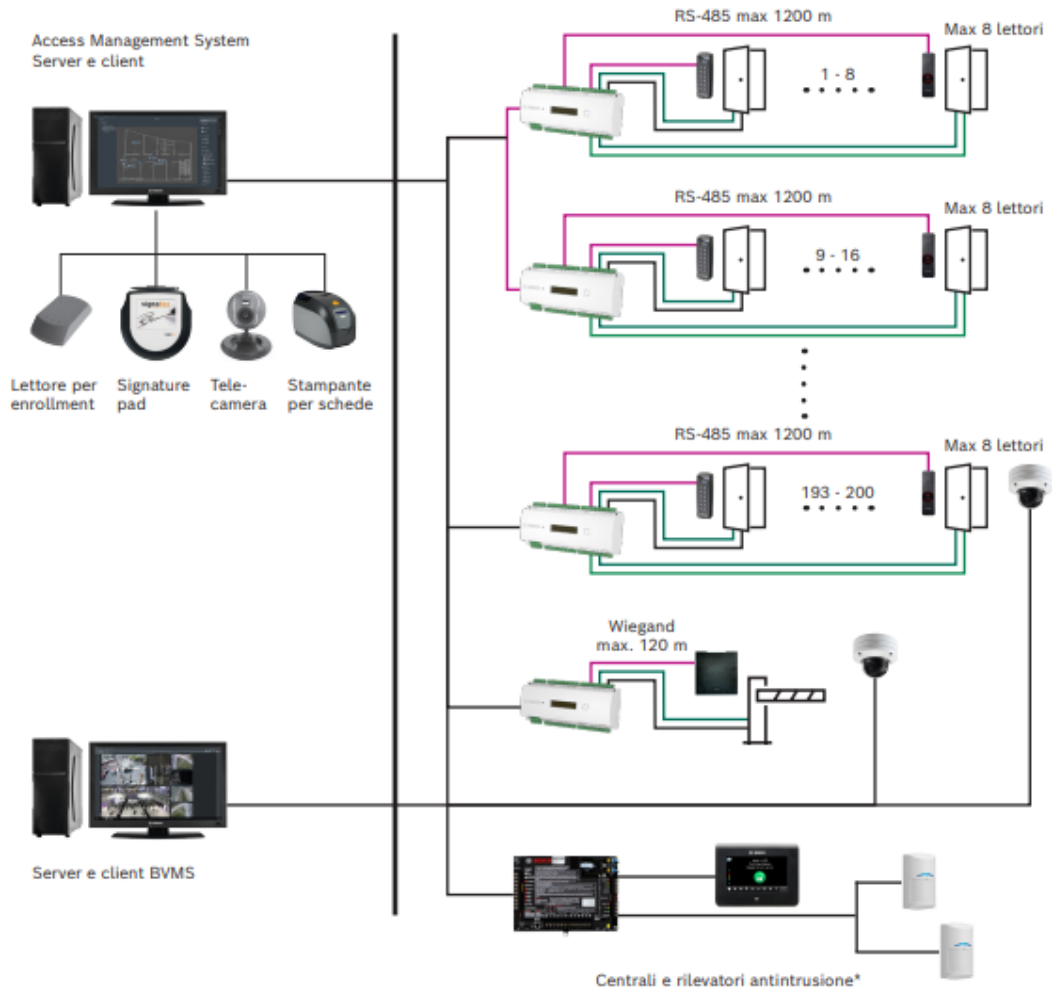 Access Management System
Server e client
Lettore per
enrollment
Signature
pad
Tele-
camera
Stampante
per schede
RS-485 max 1200 m
Max 8 lettori
1 - 8
RS-485 max 1200 m
Max 8 lettori
9 - 16
RS-485 max 1200 m
Max 8 lettori
193 - 200
Wiegand
max. 120 m
Server e client BVMS
Centrali e rilevatori antintrusione*